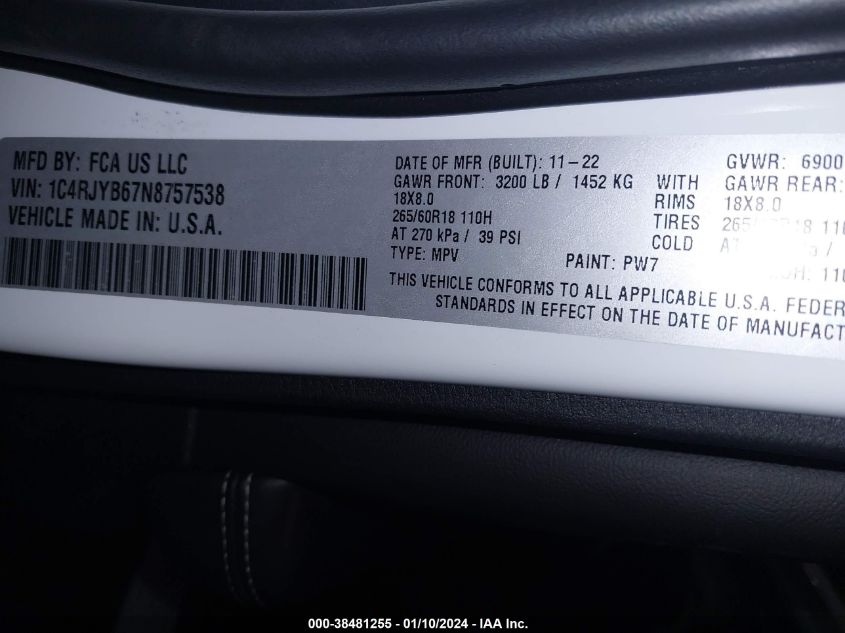 MFD BY: FCA US LLC
VIN: 1C4RJYB67N8757538
VEHICLE MADE IN: U.S.A.
DATE OF MFR (BUILT): 11-22 GVWR: 6900
GAWR FRONT: 3200 LB / 1452 KG WITH GAWR REAR:
18X8.0 RIMS 18X8.0
265/60R18 110H TIRES
AT 270 kPa / 39 PSI COLD
TYPE: MPV PAINT: PW7
THIS VEHICLE CONFORMS TO ALL APPLICABLE U.S.A. FEDER
STANDARDS IN EFFECT ON THE DATE OF MANUFACT
000-38481255 - 01/10/2024 - IAA Inc.